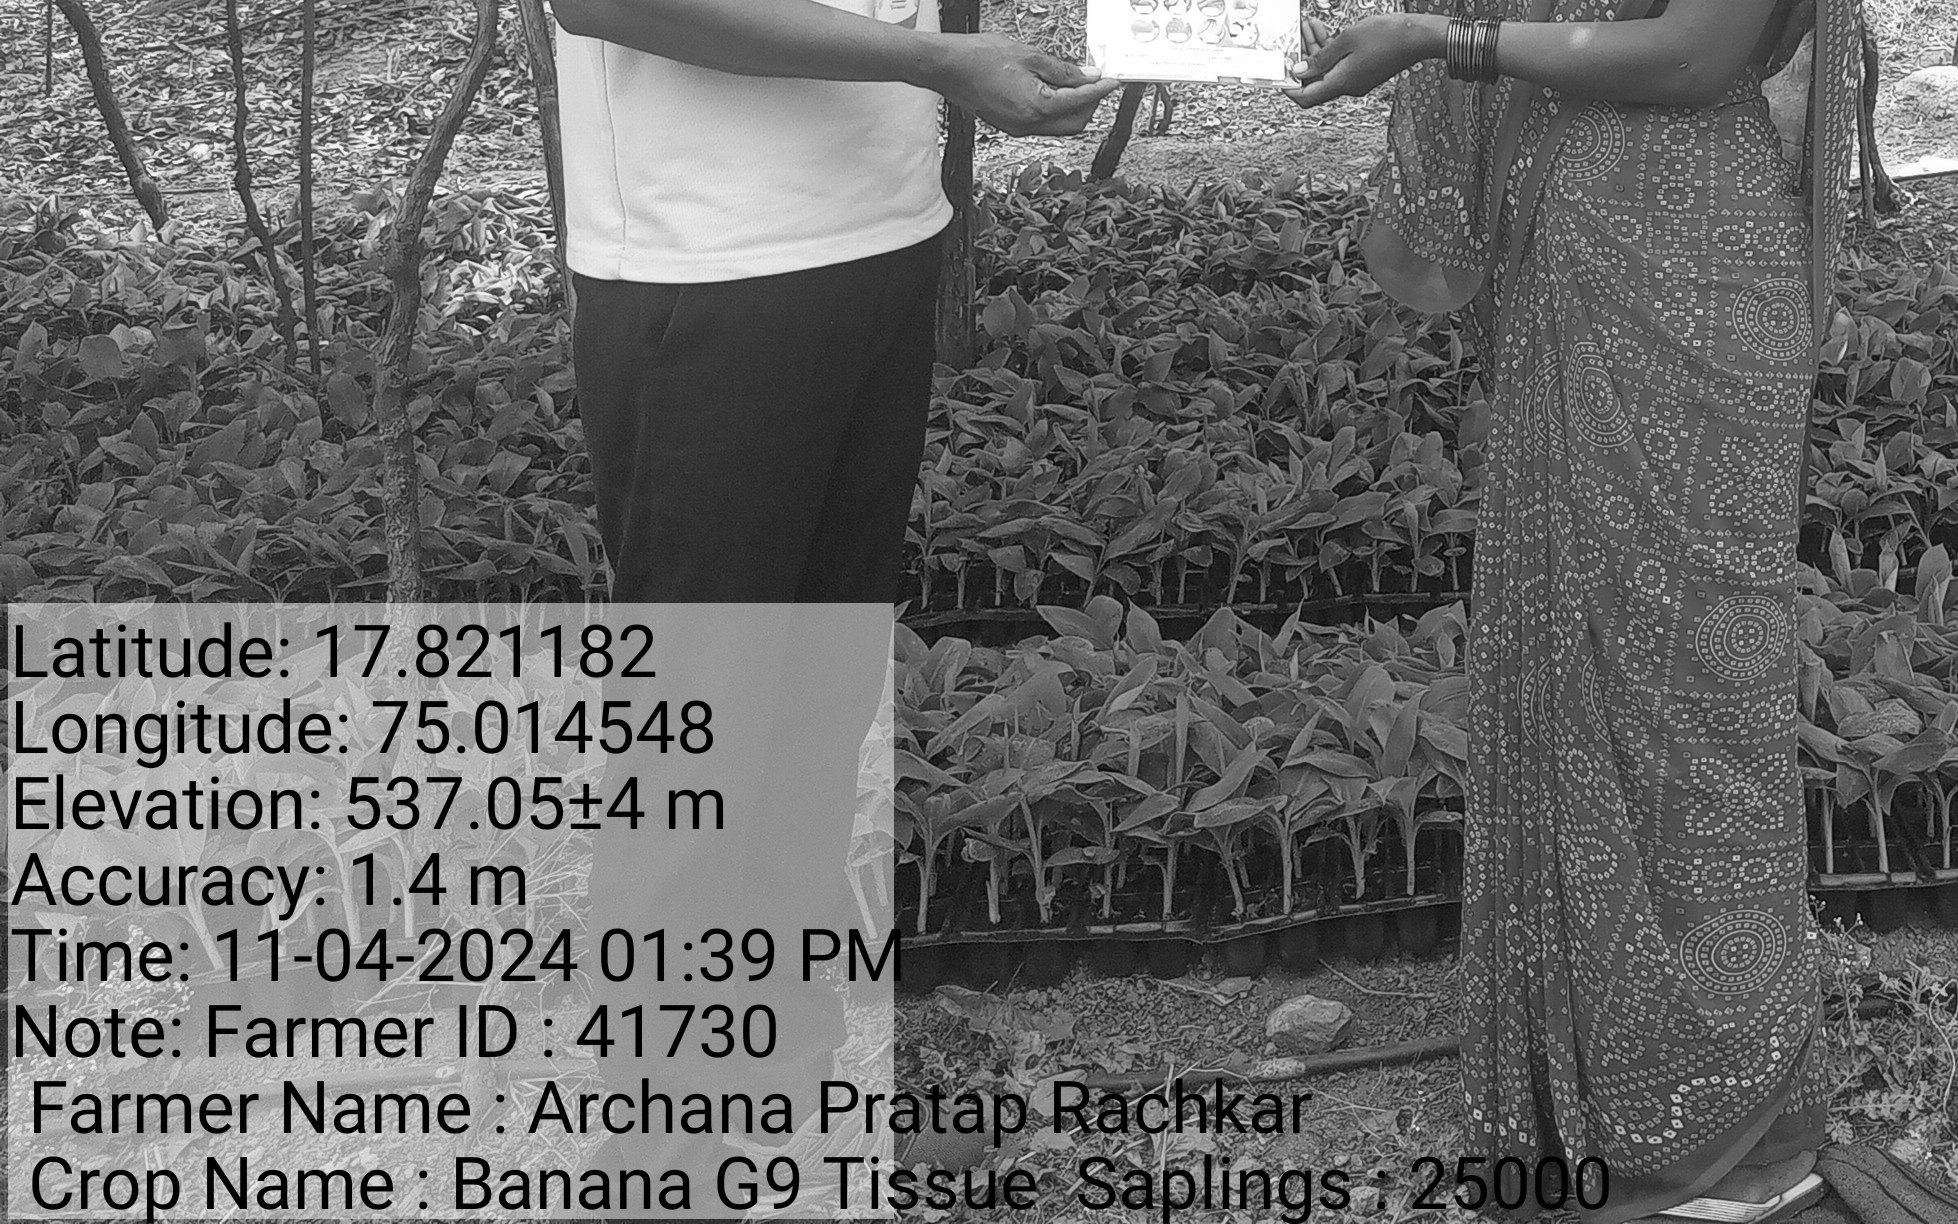 Latitude: 17.821182
Longitude: 75.014548
Elevation: 537.05±4 m
Accuracy: 1.4 m
Time: 11-04-2024 01:39 PM
Note: Farmer ID : 41730
Farmer Name : Archana Pratap Rachkar
Crop Name : Banana G9 Tissue  Saplings : 25000